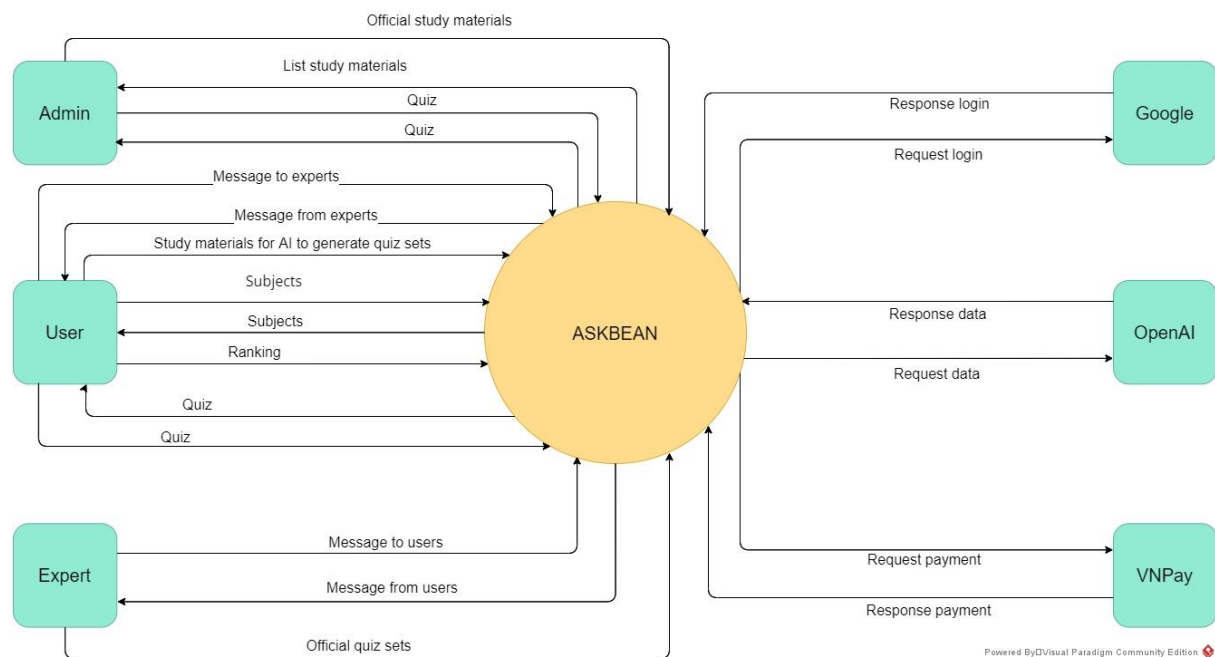 Official study materials
List study materials
Admin
Quiz
Quiz
Response login
Google
Request login
Message to experts
Message from experts
Study materials for AI to generate quiz sets
Subjects
User
Subjects
Ranking
Quiz
Quiz
ASKBEAN
Response data
OpenAI
Request data
Expert
Message to users
Message from users
Official quiz sets
Request payment
VNPay
Response payment
Powered By□Visual Paradigm Community Edition